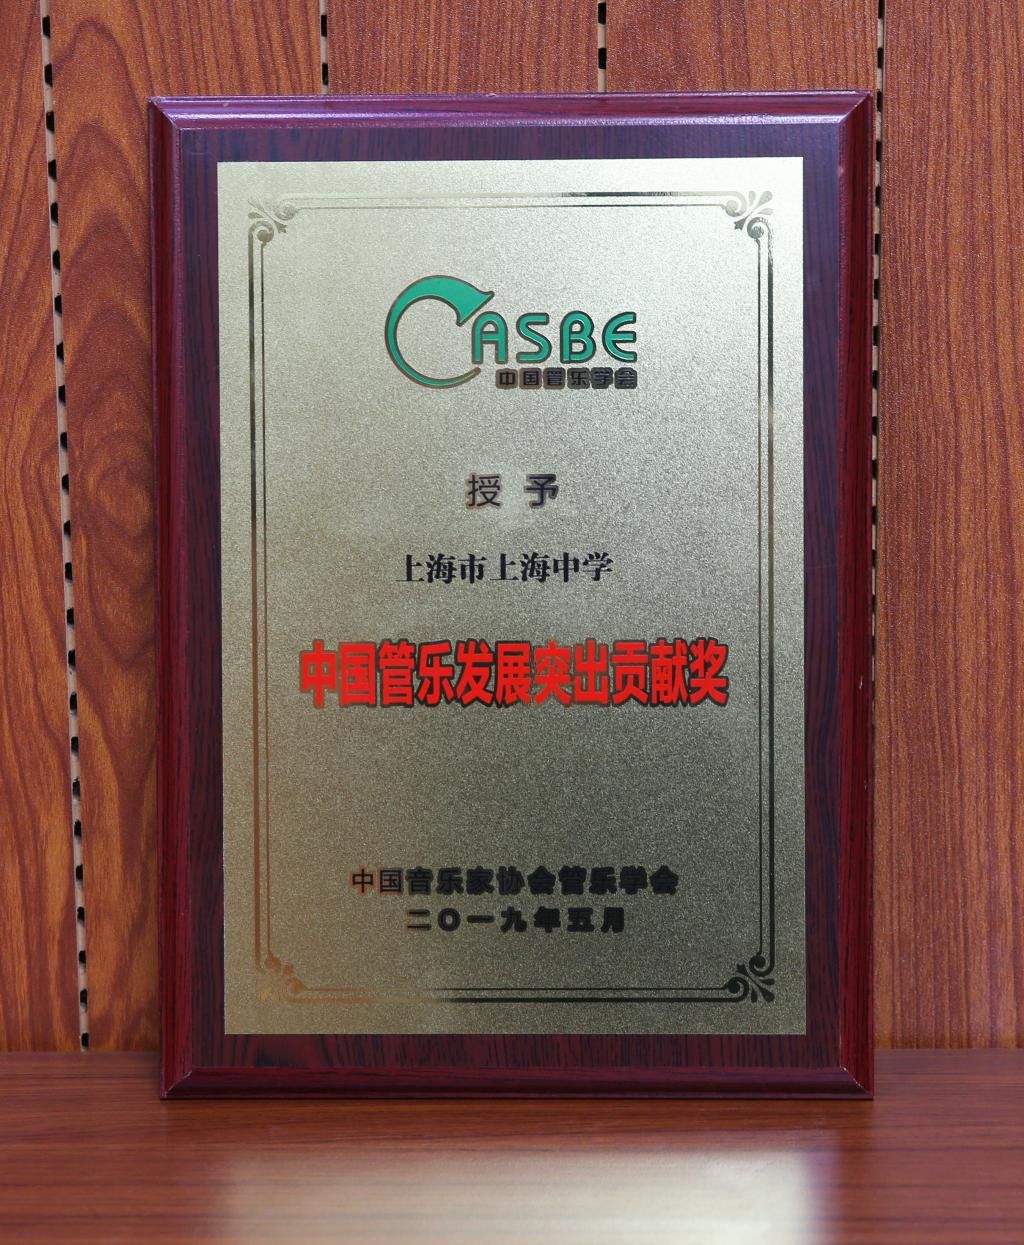 CASBE
中国管乐学会
授予
上海市上海中学
中国管乐发展突出贡献奖
中国音乐家协会管乐学会
二〇一九年五月